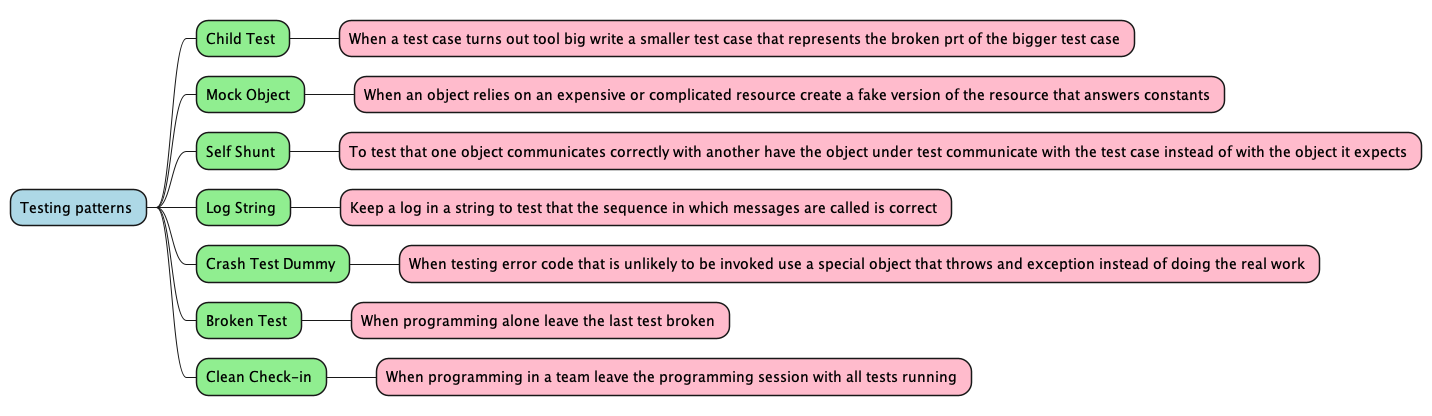 Child Test
When a test case turns out tool big write a smaller test case that represents the broken prt of the bigger test case
Mock Object
When an object relies on an expensive or complicated resource create a fake version of the resource that answers constants
Self Shunt
To test that one object communicates correctly with another have the object under test communicate with the test case instead of with the object it expects
Testing patterns
Log String
Keep a log in a string to test that the sequence in which messages are called is correct
Crash Test Dummy
When testing error code that is unlikely to be invoked use a special object that throws and exception instead of doing the real work
Broken Test
When programming alone leave the last test broken
Clean Check-in
When programming in a team leave the programming session with all tests running